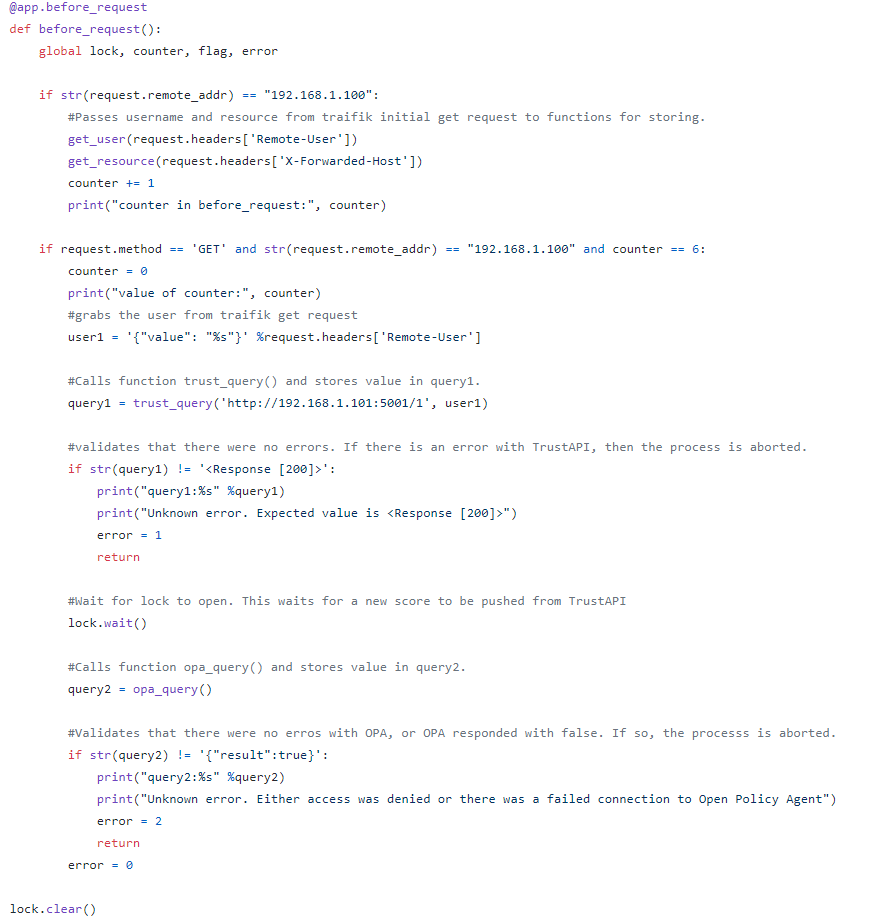 @app.before_request
def before_request():
    global lock, counter, flag, error

    if str(request.remote_addr) == "192.168.1.100":
        #Passes username and resource from traifik initial get request to functions for storing.
        get_user(request.headers['Remote-User'])
        get_resource(request.headers['X-Forwarded-Host'])
        counter += 1
        print("counter in before_request:", counter)

    if request.method == 'GET' and str(request.remote_addr) == "192.168.1.100" and counter == 6:
        counter = 0
        print("value of counter:", counter)
        #grabs the user from traifik get request
        user1 = '{"value": "%s"}' %request.headers['Remote-User']

        #Calls function trust_query() and stores value in query1.
        query1 = trust_query('http://192.168.1.101:5001/1', user1)

        #validates that there were no errors. If there is an error with TrustAPI, then the process is aborted.
        if str(query1) != '<Response [200]>':
            print("query1:%s" %query1)
            print("Unknown error. Expected value is <Response [200]>")
            error = 1
            return

        #Wait for lock to open. This waits for a new score to be pushed from TrustAPI
        lock.wait()

        #Calls function opa_query() and stores value in query2.
        query2 = opa_query()

        #Validates that there were no erros with OPA, or OPA responded with false. If so, the processs is aborted.
        if str(query2) != '{"result":true}':
            print("query2:%s" %query2)
            print("Unknown error. Either access was denied or there was a failed connection to Open Policy Agent")
            error = 2
            return
        error = 0

lock.clear()